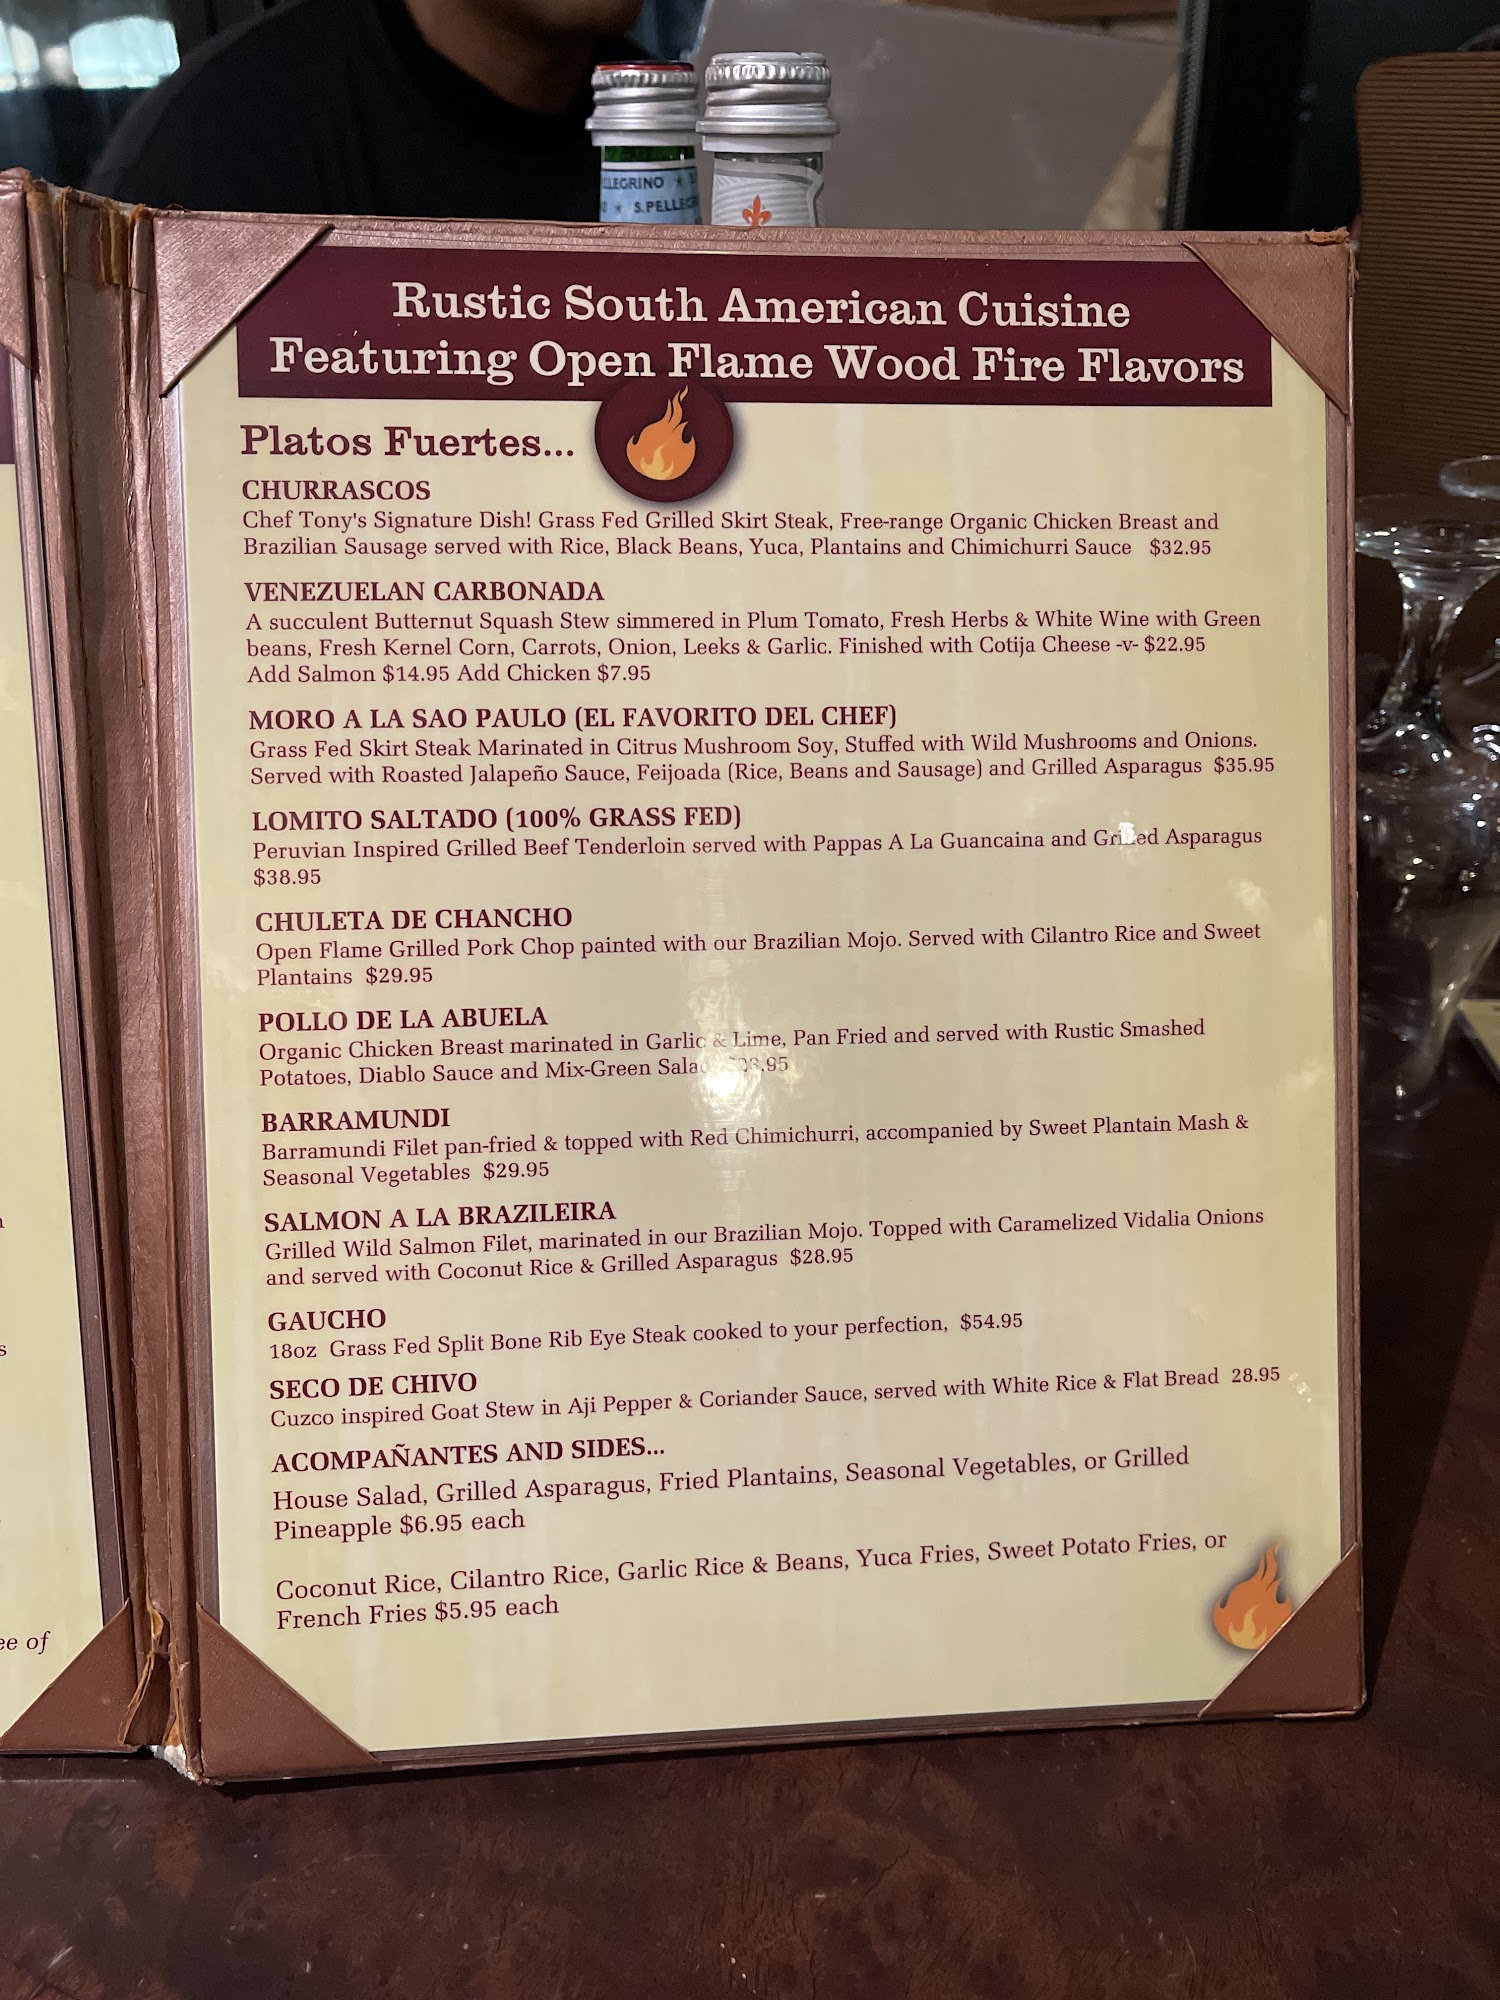 LLEGRINO ★ S
★ S.PELLEGR
Rustic South American Cuisine
Featuring Open Flame Wood Fire Flavors
Platos Fuertes...
CHURRASCOS
Chef Tony's Signature Dish! Grass Fed Grilled Skirt Steak, Free-range Organic Chicken Breast and
Brazilian Sausage served with Rice, Black Beans, Yuca, Plantains and Chimichurri Sauce $32.95
VENEZUELAN CARBONADA
A succulent Butternut Squash Stew simmered in Plum Tomato, Fresh Herbs & White Wine with Green
beans, Fresh Kernel Corn, Carrots, Onion, Leeks & Garlic. Finished with Cotija Cheese -v- $22.95
Add Salmon $14.95 Add Chicken $7.95
MORO A LA SAO PAULO (EL FAVORITO DEL CHEF)
Grass Fed Skirt Steak Marinated in Citrus Mushroom Soy, Stuffed with Wild Mushrooms and Onions.
Served with Roasted Jalapeño Sauce, Feijoada (Rice, Beans and Sausage) and Grilled Asparagus $35.95
LOMITO SALTADO (100% GRASS FED)
Peruvian Inspired Grilled Beef Tenderloin served with Pappas A La Guancaina and Grilled Asparagus
$38.95
CHULETA DE CHANCHO
Open Flame Grilled Pork Chop painted with our Brazilian Mojo. Served with Cilantro Rice and Sweet
Plantains $29.95
POLLO DE LA ABUELA
Organic Chicken Breast marinated in Garlic & Lime, Pan Fried and served with Rustic Smashed
Potatoes, Diablo Sauce and Mix-Green Salad
BARRAMUNDI
Barramundi Filet pan-fried & topped with Red Chimichurri, accompanied by Sweet Plantain Mash &
Seasonal Vegetables $29.95
SALMON A LA BRAZILEIRA
Grilled Wild Salmon Filet, marinated in our Brazilian Mojo. Topped with Caramelized Vidalia Onions
and served with Coconut Rice & Grilled Asparagus $28.95
GAUCHO
18oz Grass Fed Split Bone Rib Eye Steak cooked to your perfection, $54.95
SECO DE CHIVO
Cuzco inspired Goat Stew in Aji Pepper & Coriander Sauce, served with White Rice & Flat Bread 28.95
ACOMPAÑANTES AND SIDES...
House Salad, Grilled Asparagus, Fried Plantains, Seasonal Vegetables, or Grilled
Pineapple $6.95 each
Coconut Rice, Cilantro Rice, Garlic Rice & Beans, Yuca Fries, Sweet Potato Fries, or
French Fries $5.95 each
ee of